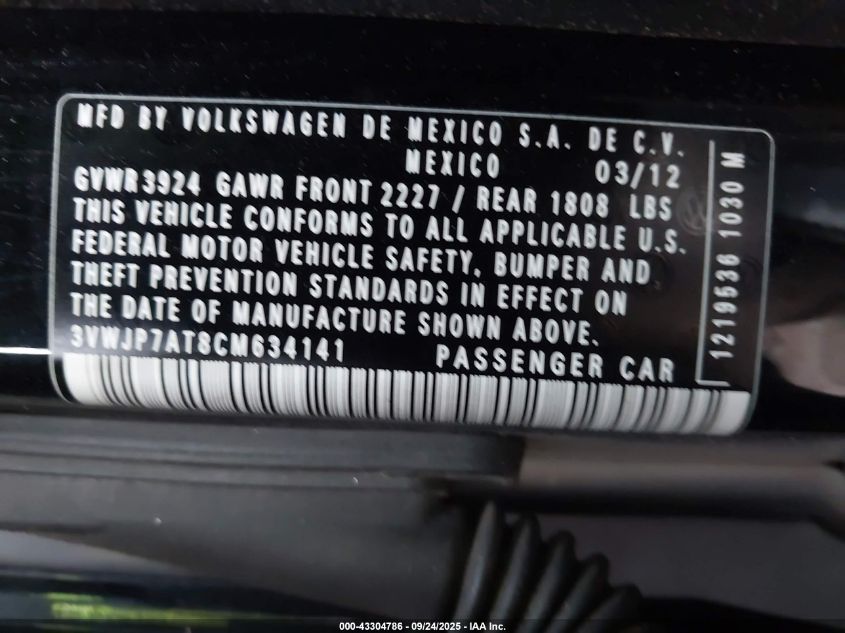 MFD BY VOLKSWAGEN DE MEXICO S.A. DE C.V.
MEXICO 03/12
GVWR3924 GAWR FRONT 2227 / REAR 1808 LBS
THIS VEHICLE CONFORMS TO ALL APPLICABLE U.S.
FEDERAL MOTOR VEHICLE SAFETY, BUMPER AND
THEFT PREVENTION STANDARDS IN EFFECT ON
THE DATE OF MANUFACTURE SHOWN ABOVE.
3VWJP7AT8CM634141 PASSENGER CAR
1219536 1030 M
000-43304786 - 09/24/2025 - IAA Inc.